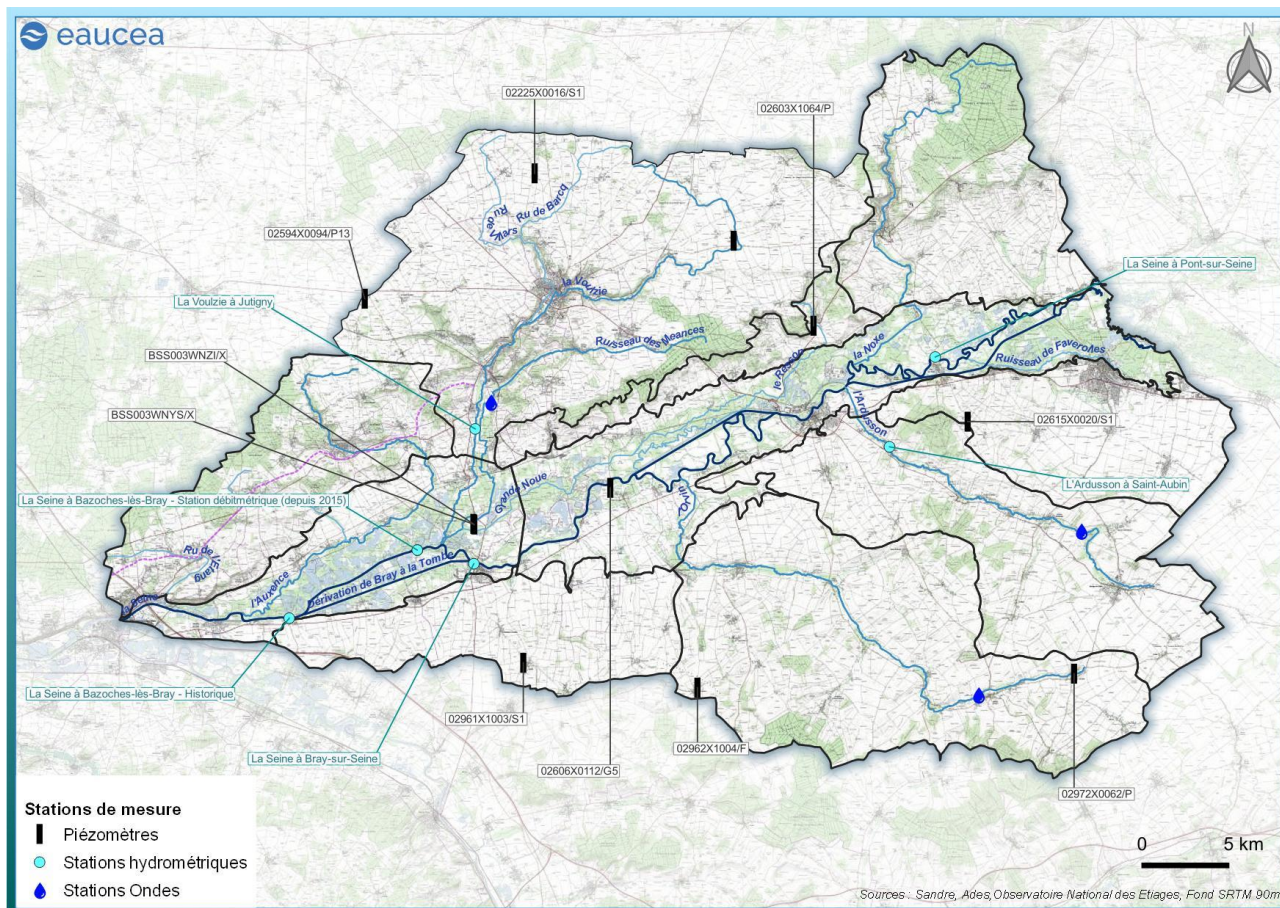 eaucea
N
02225X0016/S1
02603X1064/P
Ru de Barcq
Ru de Villers
02594X0094/P13
La Seine à Pont-sur-Seine
la Voulzie
La Voulzie à Jutigny
Ruisseau des Meances
la Noxe
Ruisseau de Faverolles
BSS003WNZI/X
le Resson
l'Ardusson
BSS003WNYS/X
02615X0020/S1
La Seine à Bazoches-lès-Bray - Station débitmétrique (depuis 2015)
Grande Noue
L'Ardusson à Saint-Aubin
l'Orvin
Ru de l'Etang
l'Auxence
Dérivation de Bray à la Tombe
la Seine
La Seine à Bazoches-lès-Bray - Historique
02961X1003/S1
02962X1004/F
La Seine à Bray-sur-Seine
02606X0112/G5
02972X0062/P
Stations de mesure
Piézomètres
Stations hydrométriques
Stations Ondes
0 5 km
Sources : Sandre, Ades,Observatoire National des Etiages, Fond SRTM 90m